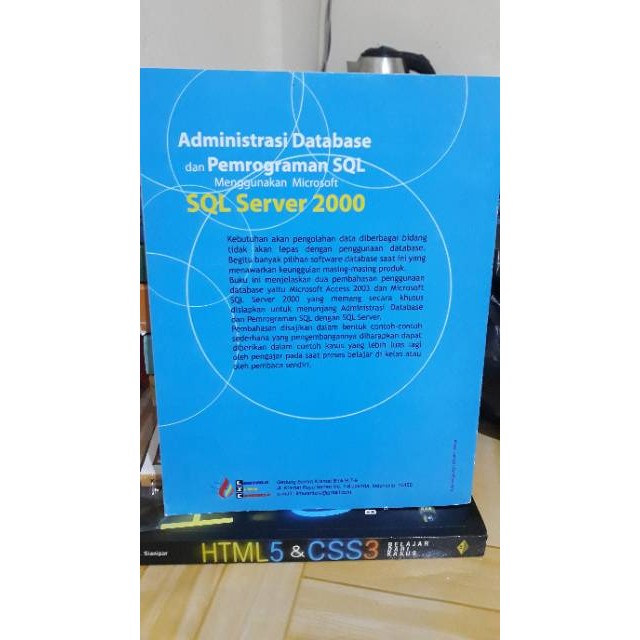 Administrasi Database
dan Pemrograman SQL
Menggunakan Microsoft
SQL Server 2000
Kebutuhan akan pengolahan data diberbagai bidang
tidak akan lepas dengan penggunaan database.
Begitu banyak pilihan software database saat ini yang
menawarkan keunggulan masing-masing produk.
Buku ini menjelaskan dua pembahasan penggunaan
database yaitu Microsoft Access 2003 dan Microsoft
SQL Server 2000 yang memang secara khusus
disiapkan untuk menunjang Administrasi Database
dan Pemrograman SQL dengan SQL Server.
Pembahasan disajikan dalam bentuk contoh-contoh
sederhana yang pengembangannya diharapkan dapat
diberikan dalam contoh kasus yang lebih luas lagi
oleh pengajar pada saat proses belajar di kelas atau
oleh pembaca sendiri.
Sianipar
HTML5 & CSS3
BELAJAR
DARI
KASUS